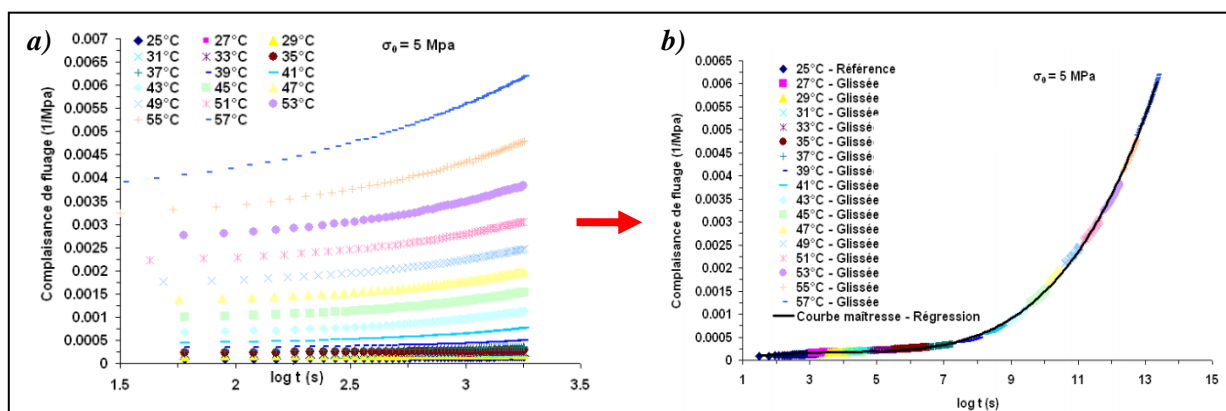 a)
25°C 27°C 29°C
31°C 33°C 35°C
37°C 39°C 41°C
43°C 45°C 47°C
49°C 51°C 53°C
55°C 57°C
σ0 = 5 Mpa
Complaisance de fluage (1/Mpa)
0.007
0.0065
0.006
0.0055
0.005
0.0045
0.004
0.0035
0.003
0.0025
0.002
0.0015
0.001
0.0005
0
1.5 2 2.5 3 3.5
log t (s)
b)
25°C - Référence
27°C - Glissée
29°C - Glissée
31°C - Glissée
33°C - Glissé
35°C - Glissée
37°C - Glissé
39°C - Glissé
41°C - Glissée
43°C - Glissée
45°C - Glissée
47°C - Glissée
49°C - Glissée
51°C - Glissée
53°C - Glissée
55°C - Glissée
57°C - Glissée
Courbe maîtresse - Régression
σ0 = 5 MPa
Complaisance de fluage (1/Mpa)
0.0065
0.006
0.0055
0.005
0.0045
0.004
0.0035
0.003
0.0025
0.002
0.0015
0.001
0.0005
0
1 3 5 7 9 11 13 15
log t (s)